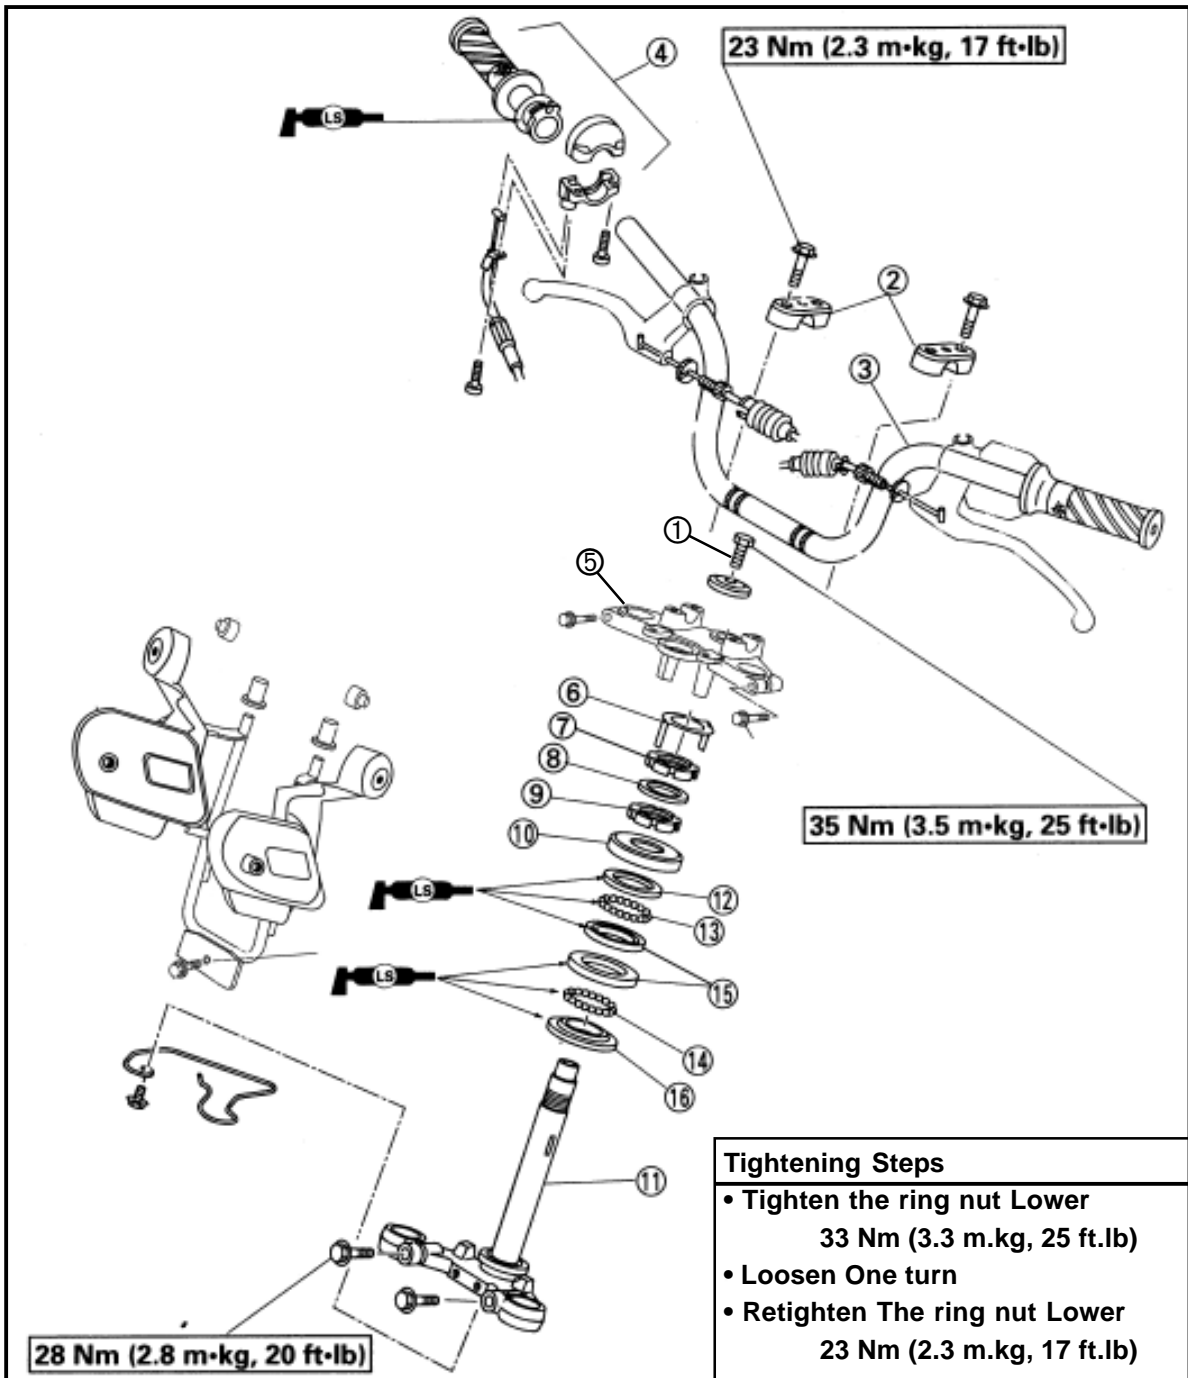 ④
23 Nm (2.3 m•kg, 17 ft•lb)
LS
②
③
①
⑤
⑥
⑦
⑧
⑨
⑩
35 Nm (3.5 m•kg, 25 ft•lb)
LS
⑫
⑬
LS
⑮
⑭
⑯
⑪
28 Nm (2.8 m•kg, 20 ft•lb)
Tightening Steps
• Tighten the ring nut Lower
33 Nm (3.3 m.kg, 25 ft.lb)
• Loosen One turn
• Retighten The ring nut Lower
23 Nm (2.3 m.kg, 17 ft.lb)